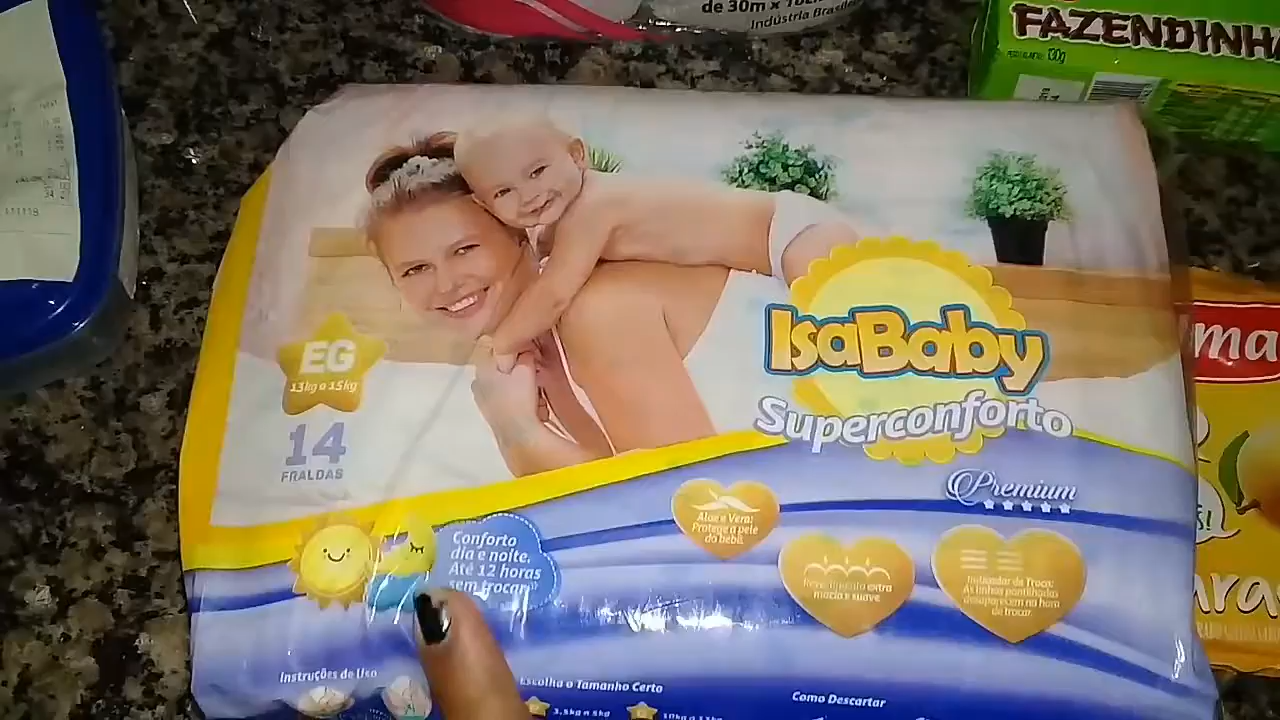 de 30m x
Indústria Brasile
FAZENDINHA
130g
EG
13kg a 15kg
14
FRALDAS
IsaBaby
Superconforto
Premium
Conforto
dia e noite.
Até 12 horas
sem trocar
Aloe e Vera:
Protege a pele
do bebê.
Revestimento extra
macio e suave
Indicador de Troca:
As linhas pontilhadas
desaparecem na hora
de trocar.
Instruções de Uso
Escolha o Tamanho Certo
Como Descartar
ma